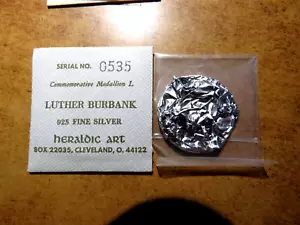 SERIAL NO. 0535
Commemorative Medallion L
LUTHER BURBANK
925 FINE SILVER
HERALDIC ART
BOX 22035, CLEVELAND, O. 44122